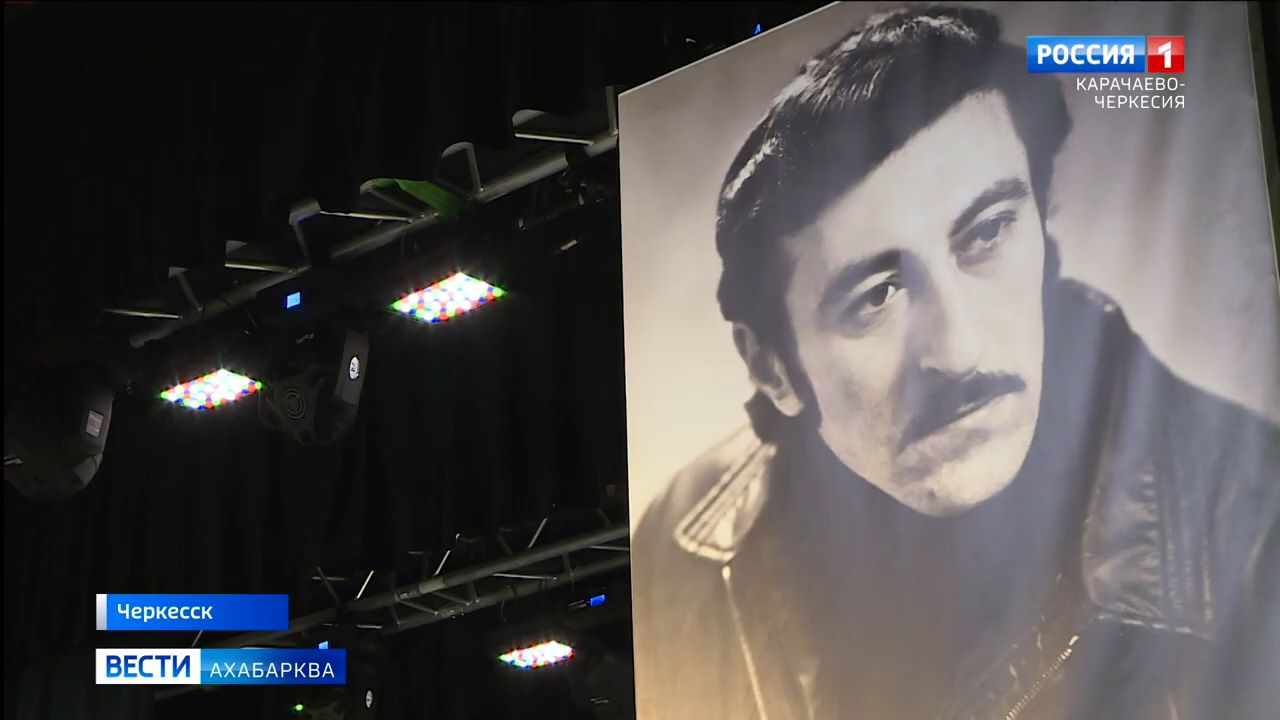 РОССИЯ 1
КАРАЧАЕВО-
ЧЕРКЕСИЯ
Черкесск
ВЕСТИ АХАБАРКВА